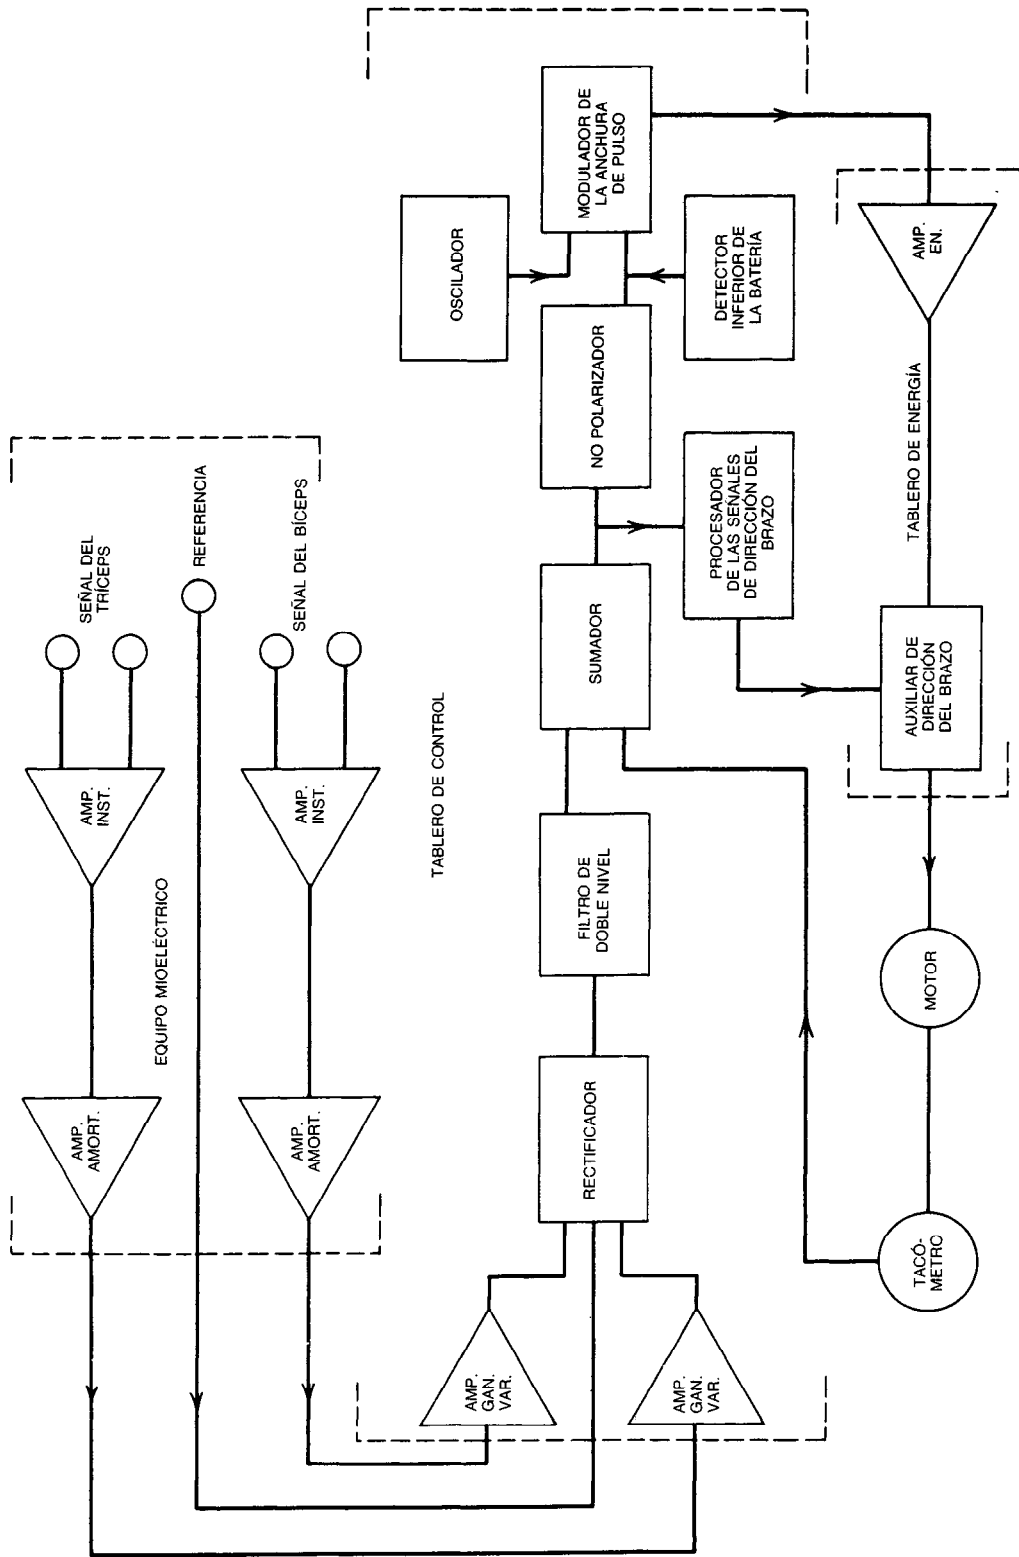 SEÑAL DEL
TRÍCEPS
REFERENCIA
SEÑAL DEL BÍCEPS
AMP.
INST.
AMP.
INST.
EQUIPO MIOELÉCTRICO
AMP.
AMORT.
AMP.
AMORT.
TABLERO DE CONTROL
AMP.
GAN.
VAR.
AMP.
GAN.
VAR.
RECTIFICADOR
FILTRO DE
DOBLE NIVEL
SUMADOR
NO POLARIZADOR
OSCILADOR
MODULADOR DE
LA ANCHURA
DE PULSO
DETECTOR
INFERIOR DE
LA BATERÍA
PROCESADOR
DE LAS SEÑALES
DE DIRECCIÓN DEL
BRAZO
AMP.
EN.
TABLERO DE ENERGÍA
AUXILIAR DE
DIRECCIÓN
DEL BRAZO
MOTOR
TACÓ-
METRO